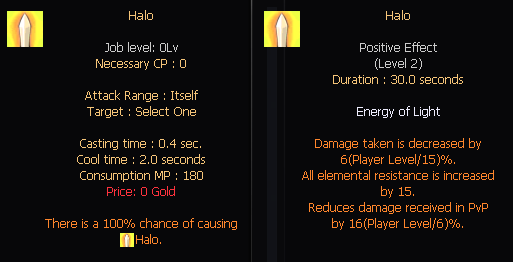 Halo
Job level: 0Lv
Necessary CP : 0
Attack Range : Itself
Target : Select One
Casting time : 0.4 sec.
Cool time : 2.0 seconds
Consumption MP : 180
Price: 0 Gold
There is a 100% chance of causing
Halo.
Halo
Positive Effect
(Level 2)
Duration : 30.0 seconds
Energy of Light
Damage taken is decreased by
6(Player Level/15)%.
All elemental resistance is increased
by 15.
Reduces damage received in PvP
by 16(Player Level/6)%.